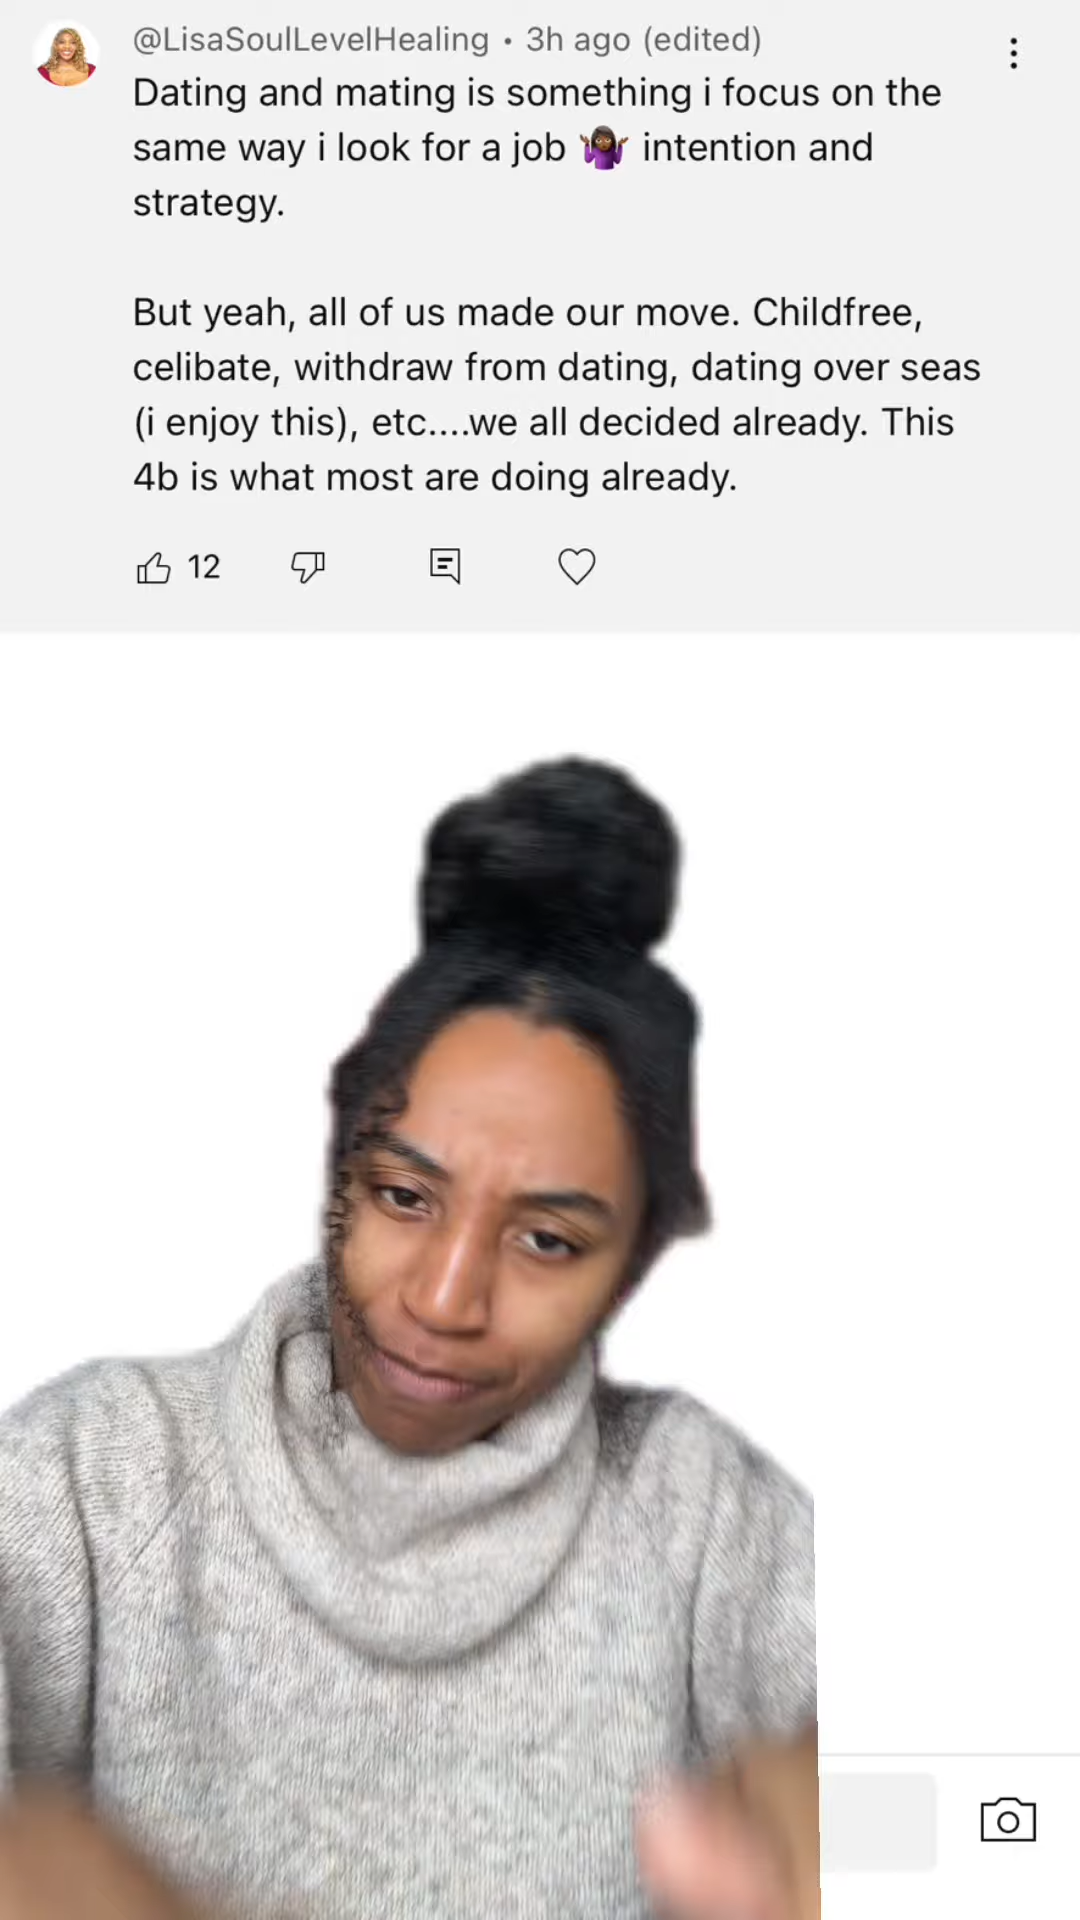 @LisaSoulLevelHealing • 3h ago (edited)
Dating and mating is something i focus on the
same way i look for a job 🤷🏾‍♀️ intention and
strategy.
But yeah, all of us made our move. Childfree,
celibate, withdraw from dating, dating over seas
(i enjoy this), etc....we all decided already. This
4b is what most are doing already.
12